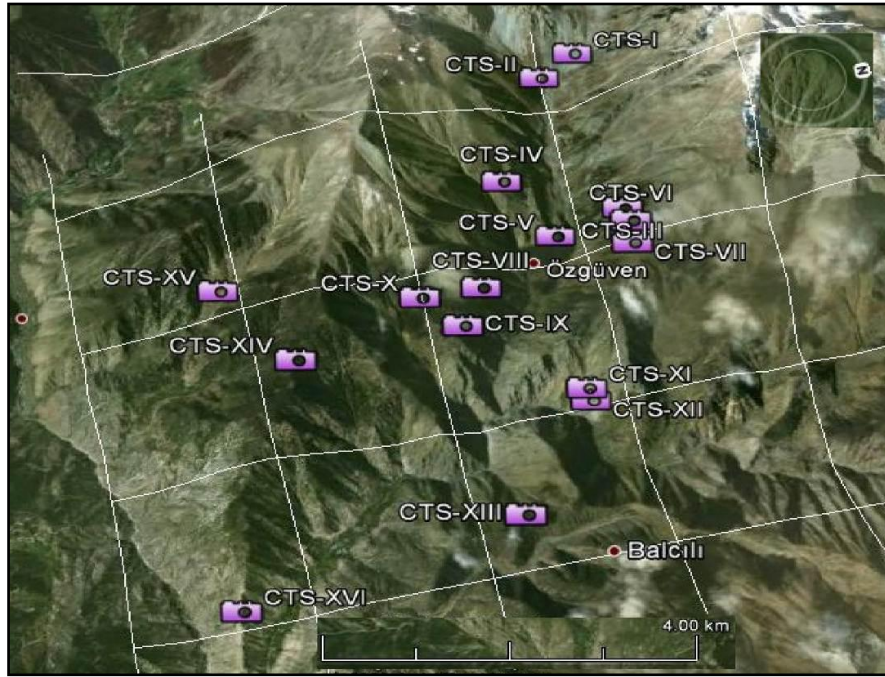 CTS-I
CTS-II
N
CTS-IV
CTS-VI
CTS-V
CTS-III
CTS-VII
CTS-VIII
Özgüven
CTS-XV
CTS-X
CTS-IX
CTS-XIV
CTS-XI
CTS-XII
CTS-XIII
Balcılı
CTS-XVI
4.00 km